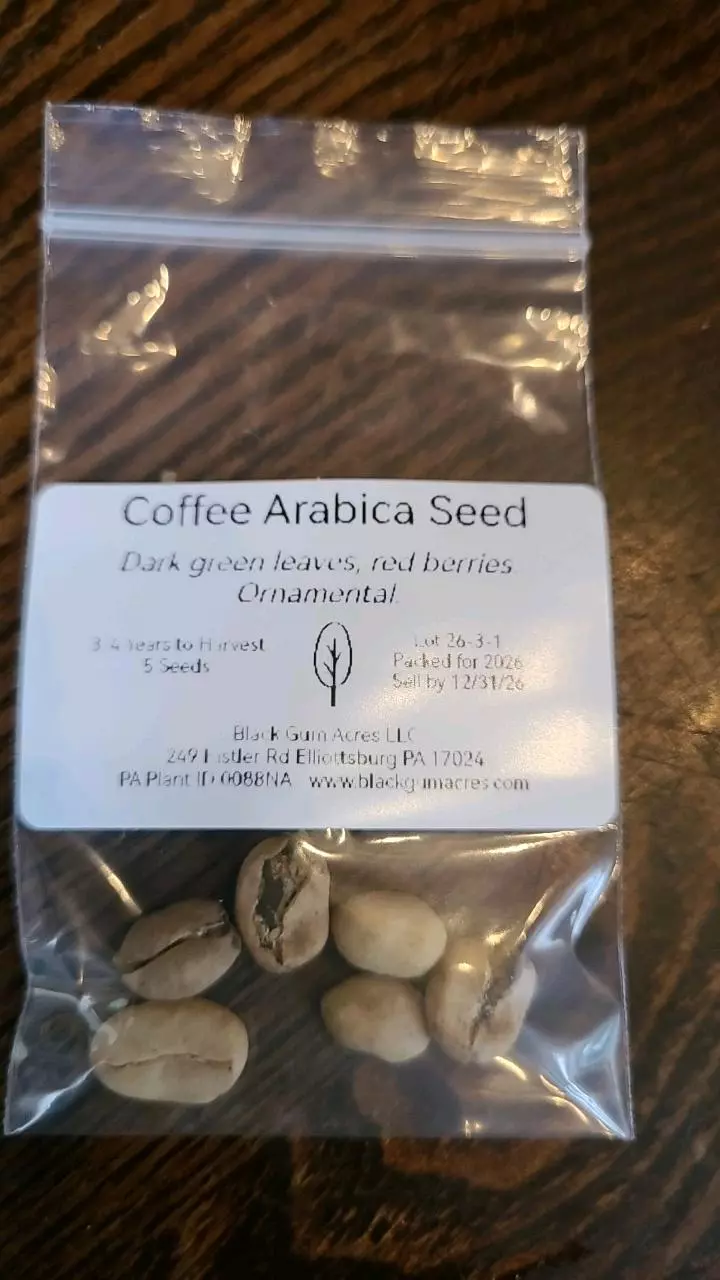 Coffee Arabica Seed
Dark green leaves, red berries
Ornamental
3-4 Years to Harvest
5 Seeds
Lot 26-3-1
Packed for 2026
Sell by 12/31/26
Black Gum Acres LLC
249 Rd Elliottsburg PA 17024
PA Plant ID 0088NA www.blackgumacres.com